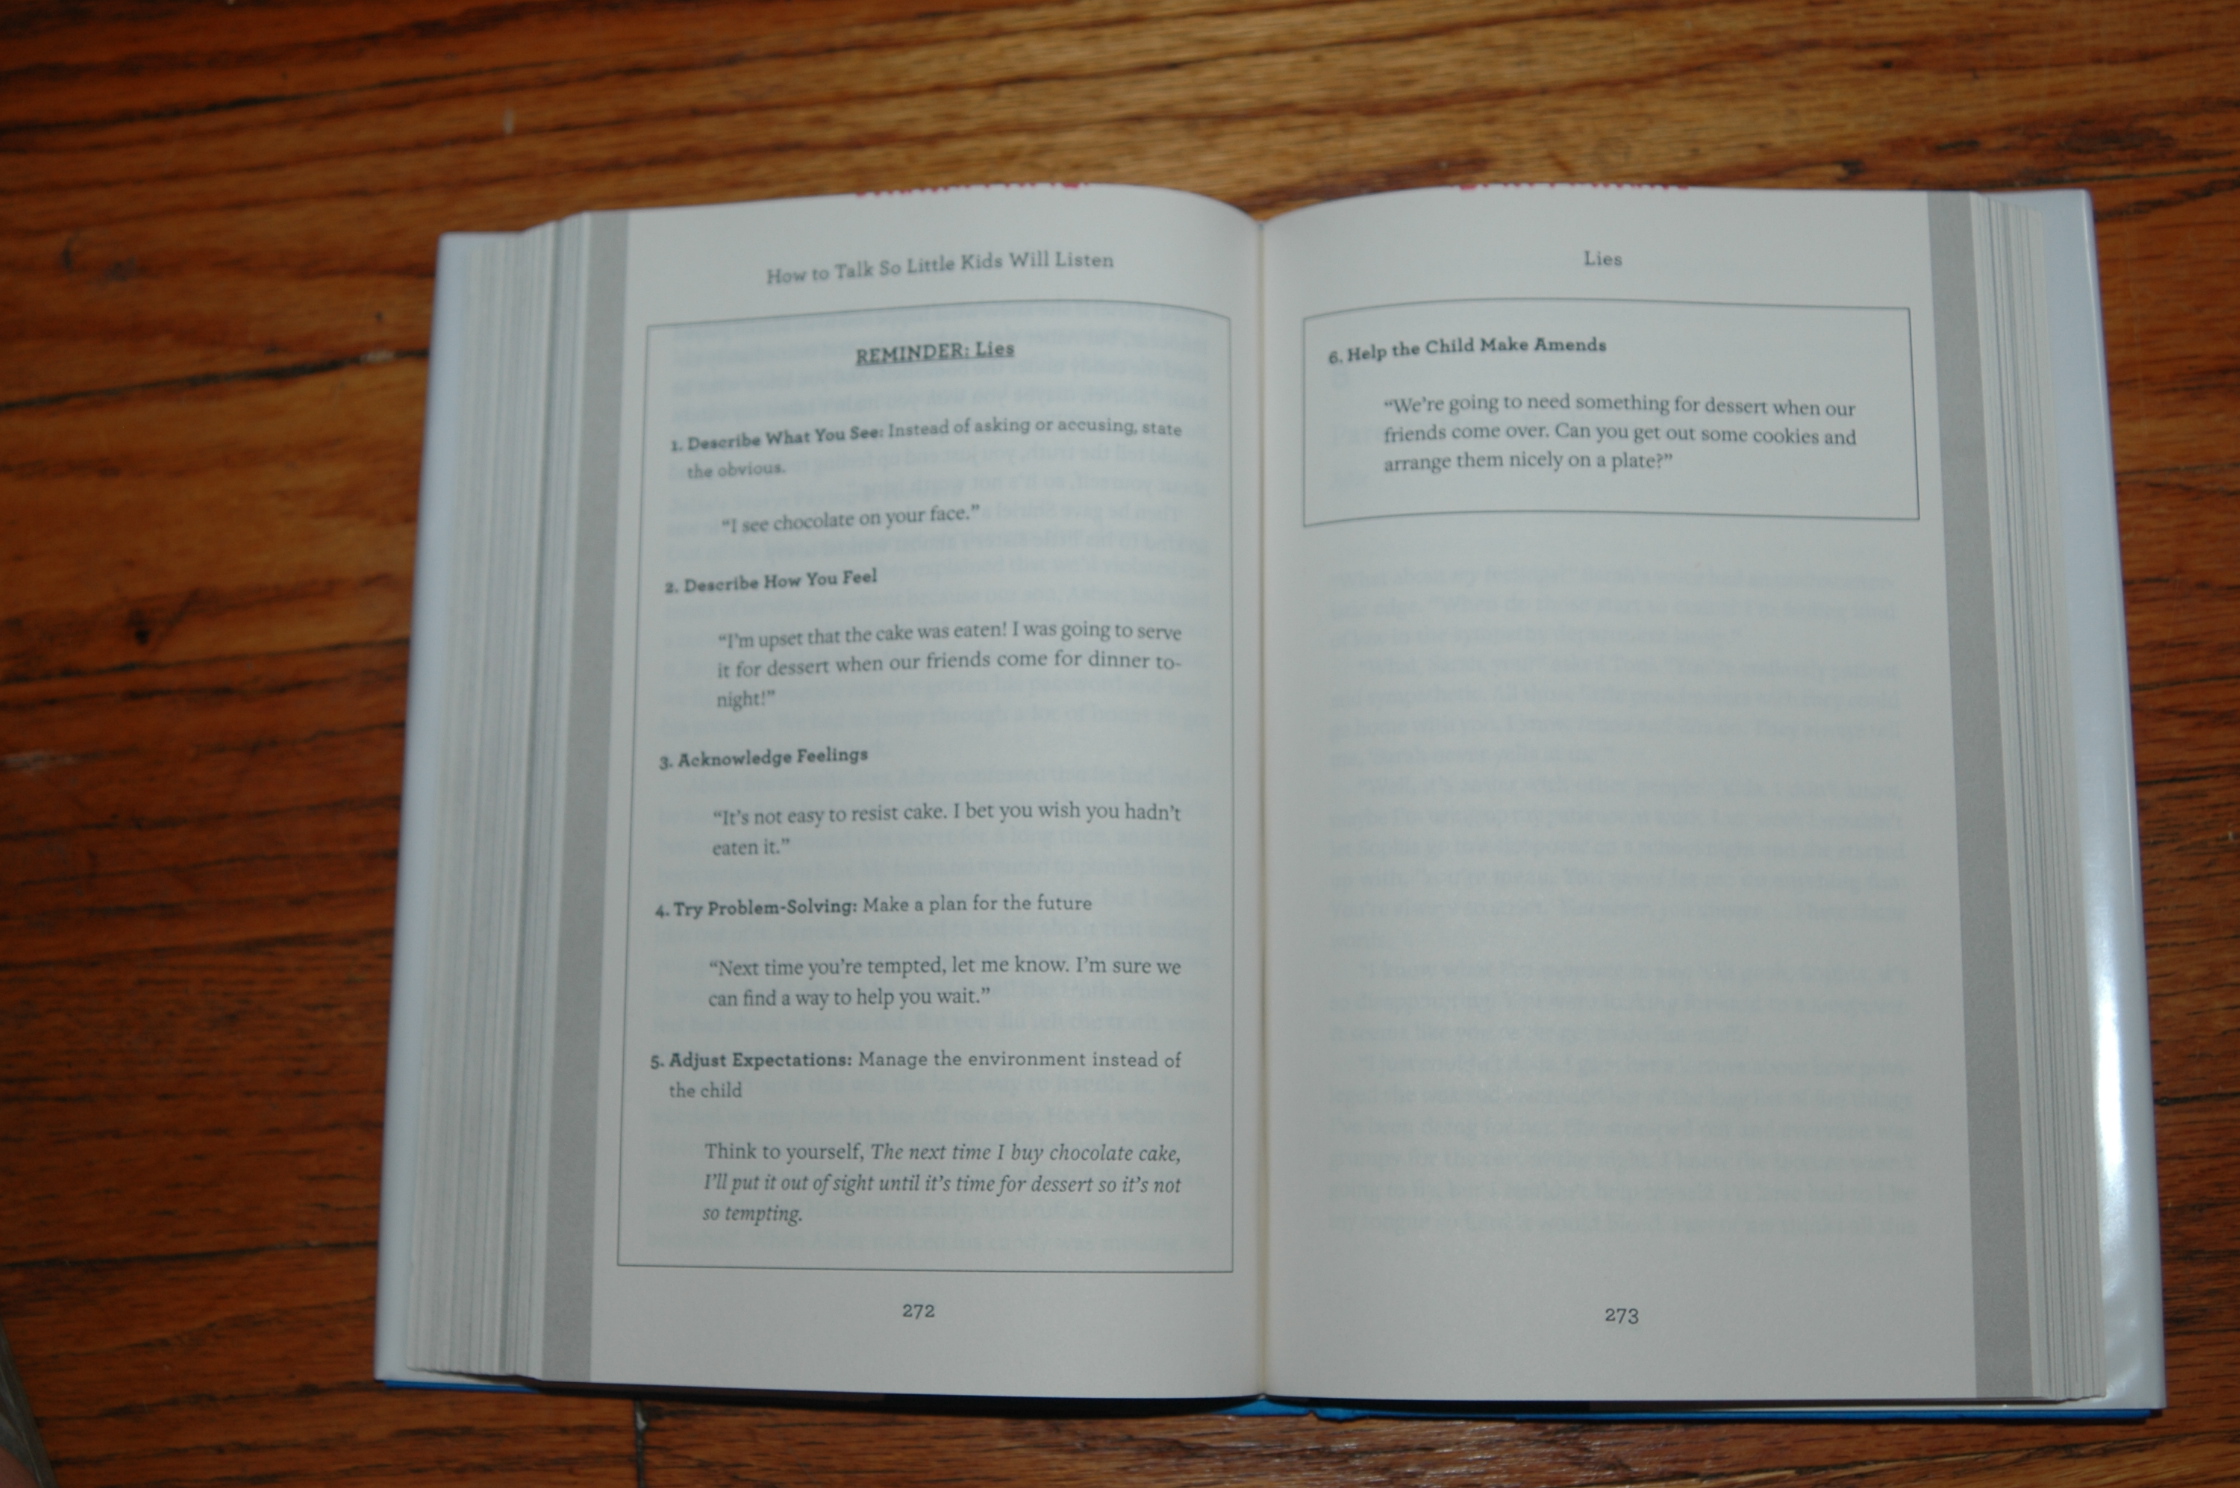 How to Talk So Little Kids Will Listen
REMINDER: Lies
1. Describe What You See: Instead of asking or accusing, state
the obvious.
“I see chocolate on your face.”
2. Describe How You Feel
“I’m upset that the cake was eaten! I was going to serve
it for dessert when our friends come for dinner to-
night!”
3. Acknowledge Feelings
“It’s not easy to resist cake. I bet you wish you hadn’t
eaten it.”
4. Try Problem-Solving: Make a plan for the future
“Next time you’re tempted, let me know. I’m sure we
can find a way to help you wait.”
5. Adjust Expectations: Manage the environment instead of
the child
Think to yourself, The next time I buy chocolate cake,
I’ll put it out of sight until it’s time for dessert so it’s not
so tempting.
272
Lies
6. Help the Child Make Amends
“We’re going to need something for dessert when our
friends come over. Can you get out some cookies and
arrange them nicely on a plate?”
273